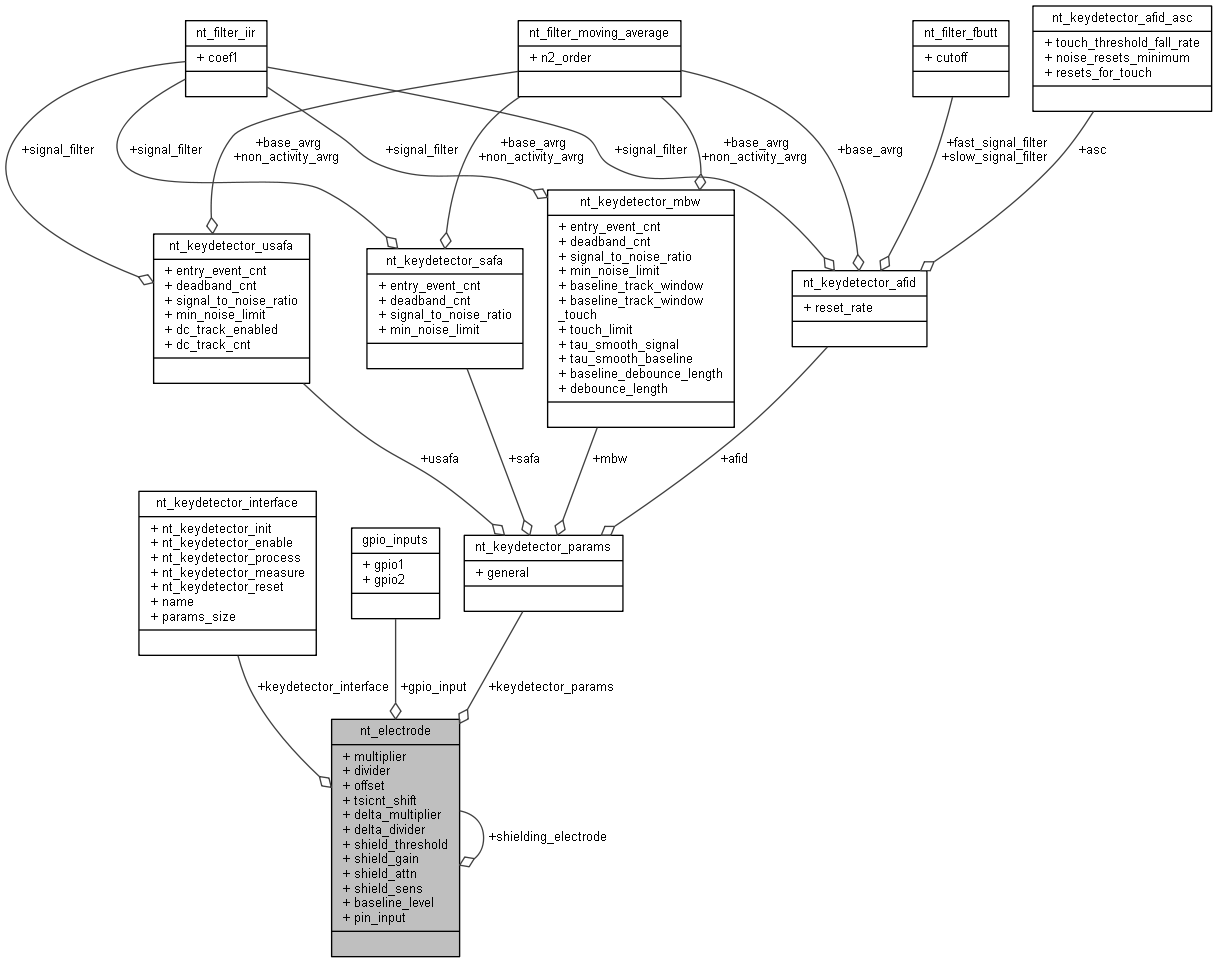 nt_filter_iir
+ coef1
nt_filter_moving_average
+ n2_order
nt_filter_fbutt
+ cutoff
nt_keydetector_afid_asc
+ touch_threshold_fall_rate
+ noise_resets_minimum
+ resets_for_touch
+signal_filter
+signal_filter
+base_avrg
+non_activity_avrg
+signal_filter
+base_avrg
+non_activity_avrg
+signal_filter
+base_avrg
+non_activity_avrg
+base_avrg
+fast_signal_filter
+slow_signal_filter
+asc
nt_keydetector_usafa
+ entry_event_cnt
+ deadband_cnt
+ signal_to_noise_ratio
+ min_noise_limit
+ dc_track_enabled
+ dc_track_cnt
nt_keydetector_safa
+ entry_event_cnt
+ deadband_cnt
+ signal_to_noise_ratio
+ min_noise_limit
nt_keydetector_mbw
+ entry_event_cnt
+ deadband_cnt
+ signal_to_noise_ratio
+ min_noise_limit
+ baseline_track_window
+ baseline_track_window
_touch
+ touch_limit
+ tau_smooth_signal
+ tau_smooth_baseline
+ baseline_debounce_length
+ debounce_length
nt_keydetector_afid
+ reset_rate
+usafa
+safa
+mbw
+afid
nt_keydetector_interface
+ nt_keydetector_init
+ nt_keydetector_enable
+ nt_keydetector_process
+ nt_keydetector_measure
+ nt_keydetector_reset
+ name
+ params_size
gpio_inputs
+ gpio1
+ gpio2
nt_keydetector_params
+ general
+keydetector_interface
+gpio_input
+keydetector_params
nt_electrode
+ multiplier
+ divider
+ offset
+ tsicnt_shift
+ delta_multiplier
+ delta_divider
+ shield_threshold
+ shield_gain
+ shield_attn
+ shield_sens
+ baseline_level
+ pin_input
+shielding_electrode